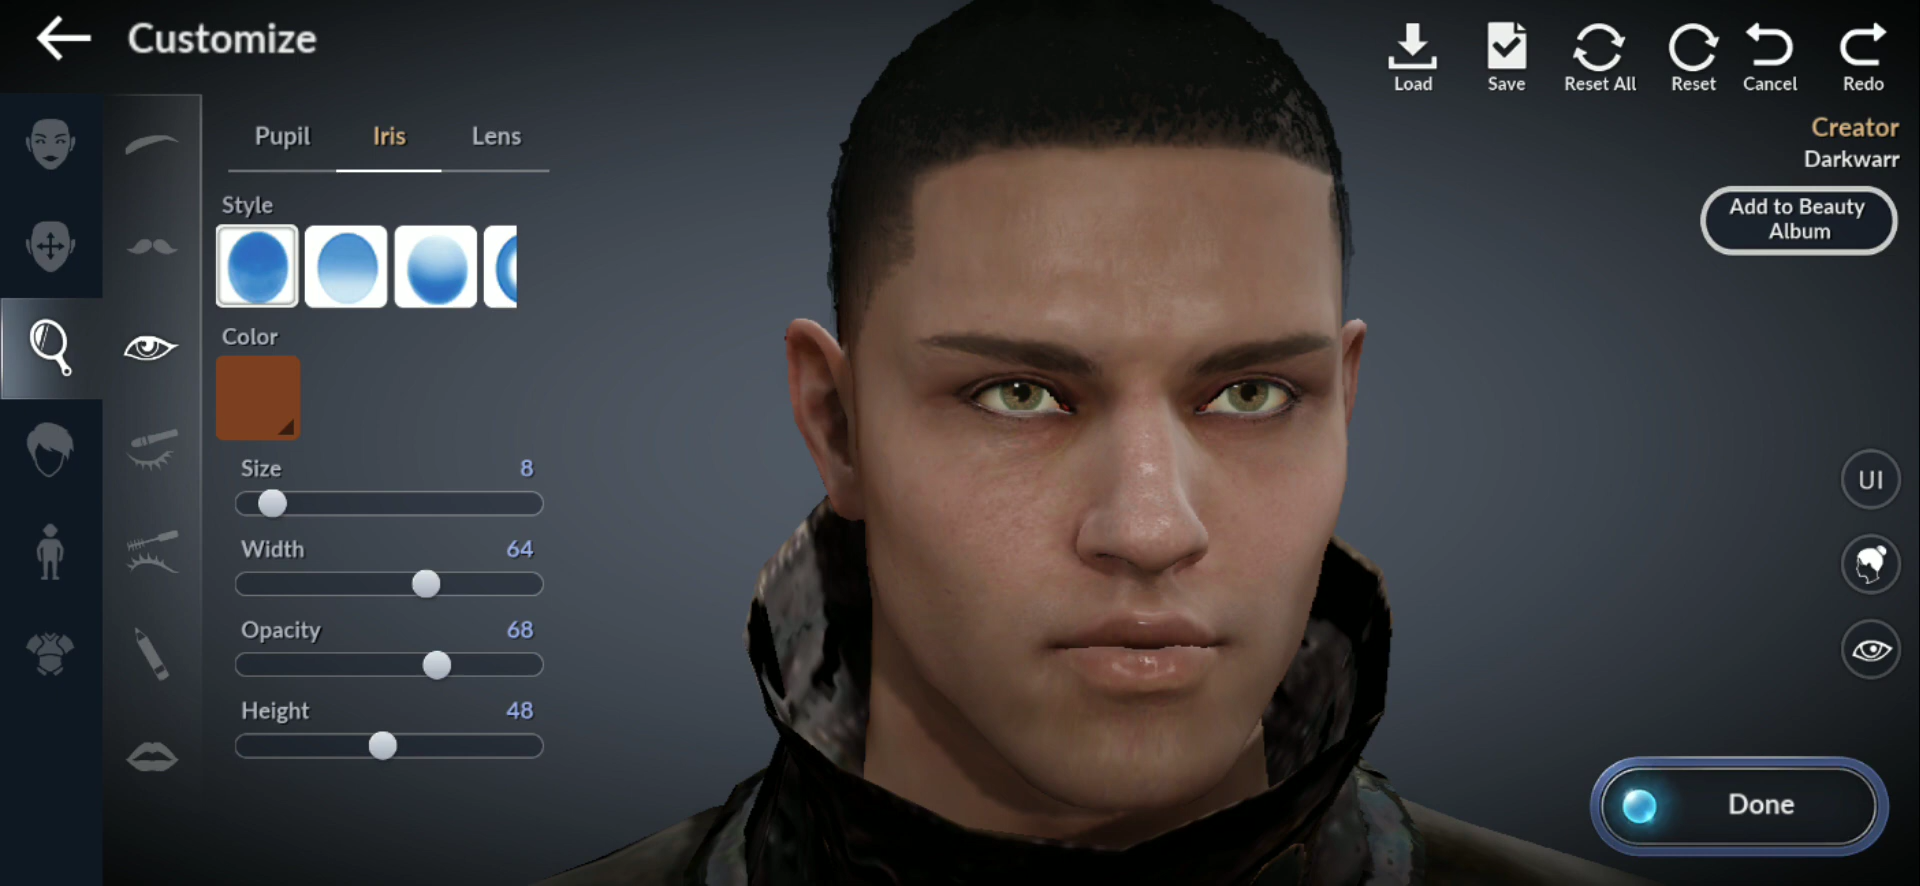 Customize
Load
Save
Reset All
Reset
Cancel
Redo
Creator
Darkwarr
Add to Beauty
Album
Pupil
Iris
Lens
Style
Color
Size 8
Width 64
Opacity 68
Height 48
UI
Done